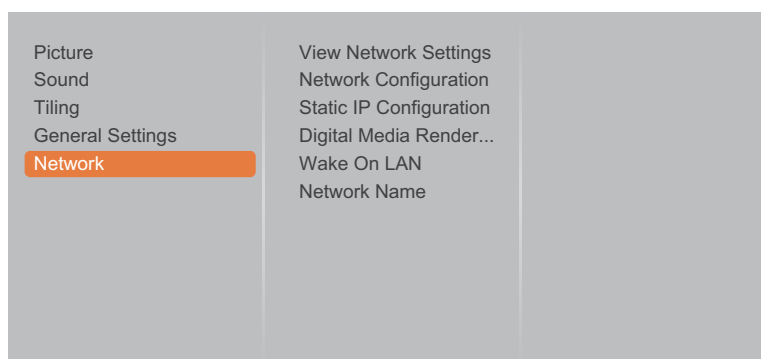 Picture
Sound
Tiling
General Settings
Network
View Network Settings
Network Configuration
Static IP Configuration
Digital Media Render...
Wake On LAN
Network Name